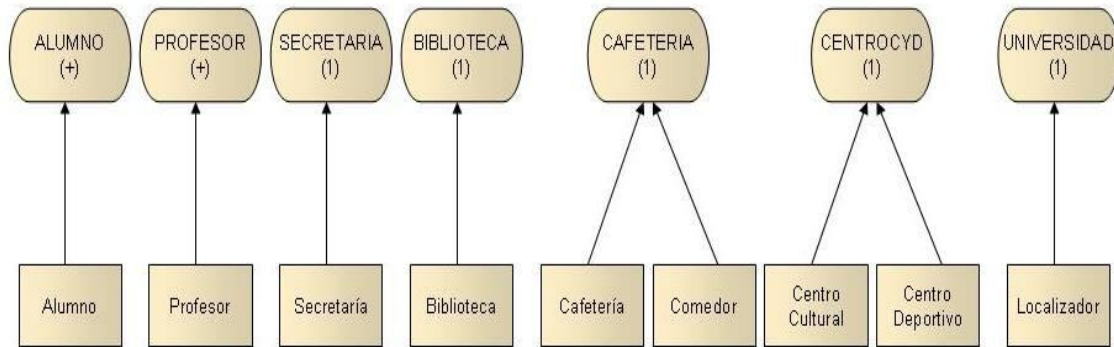 ALUMNO
(+)
PROFESOR
(+)
SECRETARIA
(1)
BIBLIOTECA
(1)
CAFETERIA
(1)
CENTROCYD
(1)
UNIVERSIDAD
(1)
Alumno
Profesor
Secretaría
Biblioteca
Cafetería
Comedor
Centro
Cultural
Centro
Deportivo
Localizador